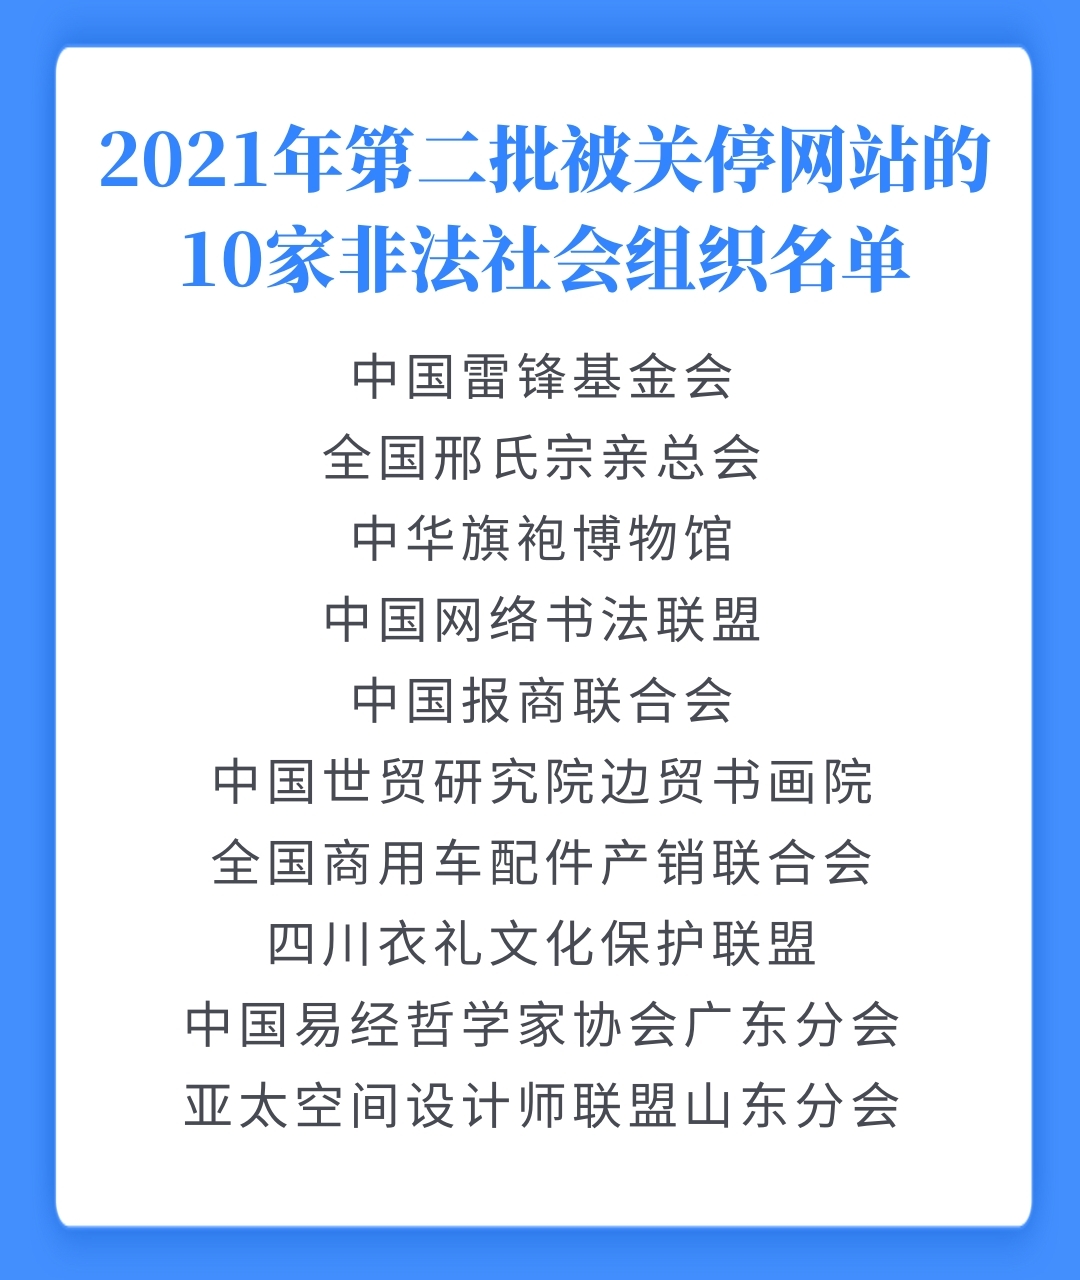 2021年第二批被关停网站的
10家非法社会组织名单
中国雷锋基金会
全国邢氏宗亲总会
中华旗袍博物馆
中国网络书法联盟
中国报商联合会
中国世贸研究院边贸书画院
全国商用车配件产销联合会
四川衣礼文化保护联盟
中国易经哲学家协会广东分会
亚太空间设计师联盟山东分会